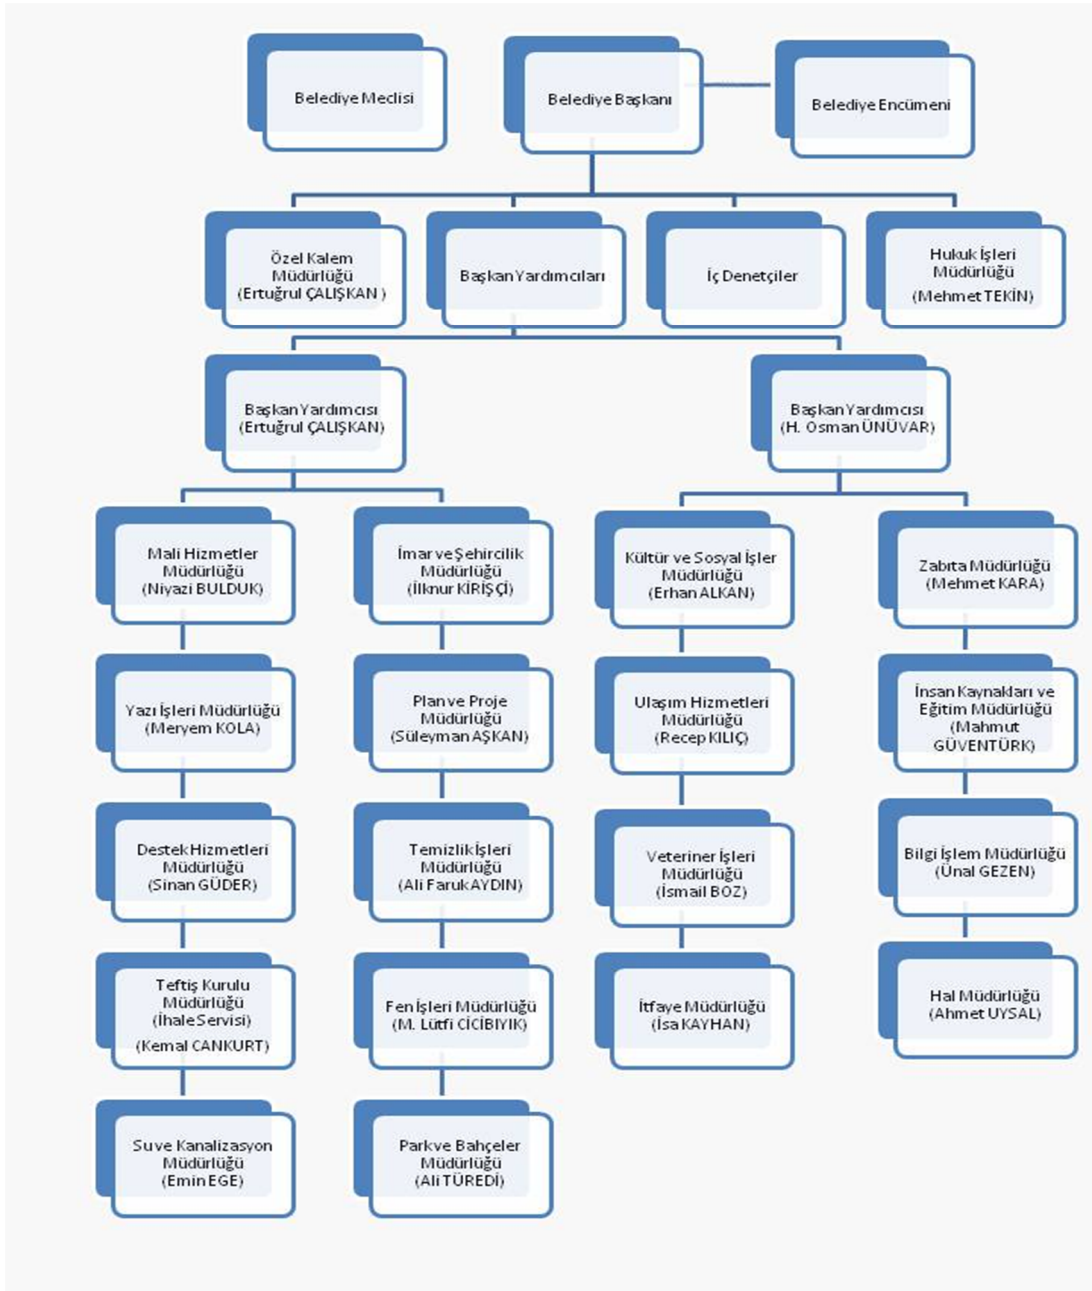 Belediye Meclisi
Belediye Başkanı
Belediye Encümeni
Özel Kalem
Müdürlüğü
(Ertuğrul ÇALIŞKAN )
Başkan Yardımcıları
İç Denetçiler
Hukuk İşleri
Müdürlüğü
(Mehmet TEKİN)
Başkan Yardımcısı
(Ertuğrul ÇALIŞKAN)
Başkan Yardımcısı
(H. Osman ÜNÜVAR)
Mali Hizmetler
Müdürlüğü
(Niyazi BULDUK)
İmar ve Şehircilik
Müdürlüğü
(İlknur KİRİŞÇİ)
Kültür ve Sosyal İşler
Müdürlüğü
(Erhan ALKAN)
Zabıta Müdürlüğü
(Mehmet KARA)
Yazı İşleri Müdürlüğü
(Meryem KOLA)
Plan ve Proje
Müdürlüğü
(Süleyman AŞKAN)
Ulaşım Hizmetleri
Müdürlüğü
(Recep KILIÇ)
İnsan Kaynakları ve
Eğitim Müdürlüğü
(Mahmut
GÜVENTÜRK)
Destek Hizmetleri
Müdürlüğü
(Sinan GÜDER)
Temizlik İşleri
Müdürlüğü
(Ali Faruk AYDIN)
Veteriner İşleri
Müdürlüğü
(İsmail BOZ)
Bilgi İşlem Müdürlüğü
(Ünal GEZEN)
Teftiş Kurulu
Müdürlüğü
(İhale Servisi)
(Kemal CANKURT)
Fen İşleri Müdürlüğü
(M. Lütfi CİCİBIYIK)
İtfaye Müdürlüğü
(İsa KAYHAN)
Hal Müdürlüğü
(Ahmet UYSAL)
Su ve Kanalizasyon
Müdürlüğü
(Emin EGE)
Park ve Bahçeler
Müdürlüğü
(Ali TÜREDİ)